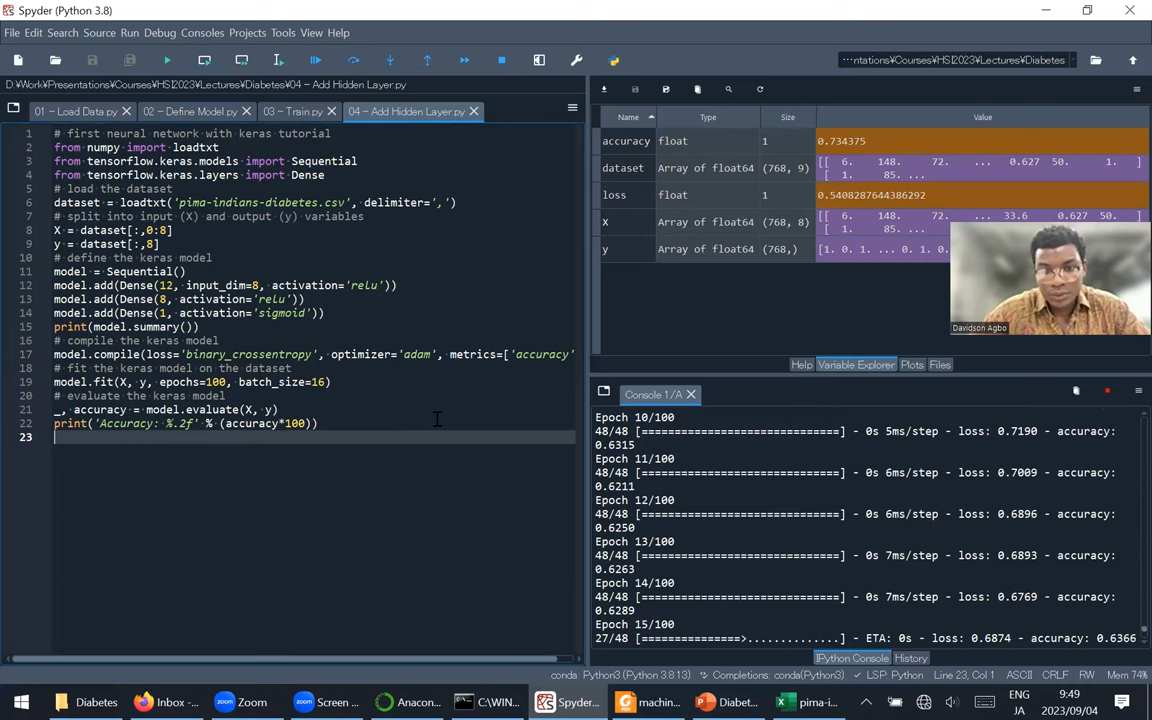 Spyder (Python 3.8)
File Edit Search Source Run Debug Consoles Projects Tools View Help
···ntations¥Courses¥HSI2023¥Lectures¥Diabetes
D:¥Work¥Presentations¥Courses¥HSI2023¥Lectures¥Diabetes¥04 – Add Hidden Layer.py
01 – Load Data.py
02 – Define Model.py
03 – Train.py
04 – Add Hidden Layer.py
1 # first neural network with keras tutorial
2 from numpy import loadtxt
3 from tensorflow.keras.models import Sequential
4 from tensorflow.keras.layers import Dense
5 # load the dataset
6 dataset = loadtxt('pima-indians-diabetes.csv', delimiter=',')
7 # split into input (X) and output (y) variables
8 X = dataset[:,0:8]
9 y = dataset[:,8]
10 # define the keras model
11 model = Sequential()
12 model.add(Dense(12, input_dim=8, activation='relu'))
13 model.add(Dense(8, activation='relu'))
14 model.add(Dense(1, activation='sigmoid'))
15 print(model.summary())
16 # compile the keras model
17 model.compile(loss='binary_crossentropy', optimizer='adam', metrics=['accuracy'
18 # fit the keras model on the dataset
19 model.fit(X, y, epochs=100, batch_size=16)
20 # evaluate the keras model
21 _, accuracy = model.evaluate(X, y)
22 print('Accuracy: %.2f' % (accuracy*100))
23
Name Type Size Value
accuracy float 1 0.734375
dataset Array of float64 (768, 9) [[ 6. 148. 72. ... 0.627 50. 1. ]
[ 1. 85. ...
loss float 1 0.5408287644386292
X Array of float64 (768, 8) [[ 6. 148. 72. ... 33.6 0.627 50. ]
[ 1. 85. ...
y Array of float64 (768,) [1. 0. 1. ... 0. 1. 0.
Davidson Agbo
Help Variable Explorer Plots Files
Console 1/A
Epoch 10/100
48/48 [==============================] - 0s 5ms/step - loss: 0.7190 - accuracy:
0.6315
Epoch 11/100
48/48 [==============================] - 0s 6ms/step - loss: 0.7009 - accuracy:
0.6211
Epoch 12/100
48/48 [==============================] - 0s 6ms/step - loss: 0.6896 - accuracy:
0.6250
Epoch 13/100
48/48 [==============================] - 0s 7ms/step - loss: 0.6893 - accuracy:
0.6263
Epoch 14/100
48/48 [==============================] - 0s 7ms/step - loss: 0.6769 - accuracy:
0.6289
Epoch 15/100
27/48 [===============>..............] - ETA: 0s - loss: 0.6874 - accuracy: 0.6366
IPython Console History
conda: Python3 (Python 3.8.13) Completions: conda(Python3) LSP: Python Line 23, Col 1 ASCII CRLF RW Mem 74%
Diabetes
Inbox -...
Zoom
Screen ...
Anacon...
C:\WIN...
Spyder...
machin...
Diabet...
pima-i...
ENG
JA
9:49
2023/09/04